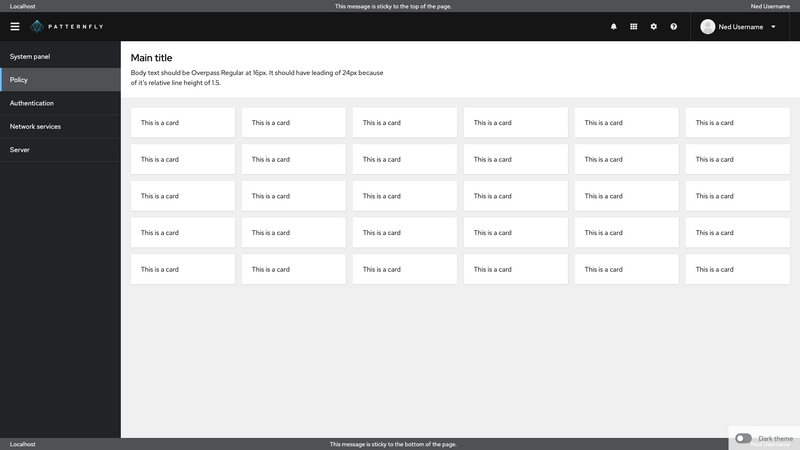 Localhost This message is sticky to the top of the page. Ned Username
PATTERNFLY Ned Username
System panel
Policy
Authentication
Network services
Server
Main title
Body text should be Overpass Regular at 16px. It should have leading of 24px because
of it's relative line height of 1.5.
This is a card This is a card This is a card This is a card This is a card This is a card
This is a card This is a card This is a card This is a card This is a card This is a card
This is a card This is a card This is a card This is a card This is a card This is a card
This is a card This is a card This is a card This is a card This is a card This is a card
This is a card This is a card This is a card This is a card This is a card This is a card
Dark theme
Localhost This message is sticky to the bottom of the page. Ned Username